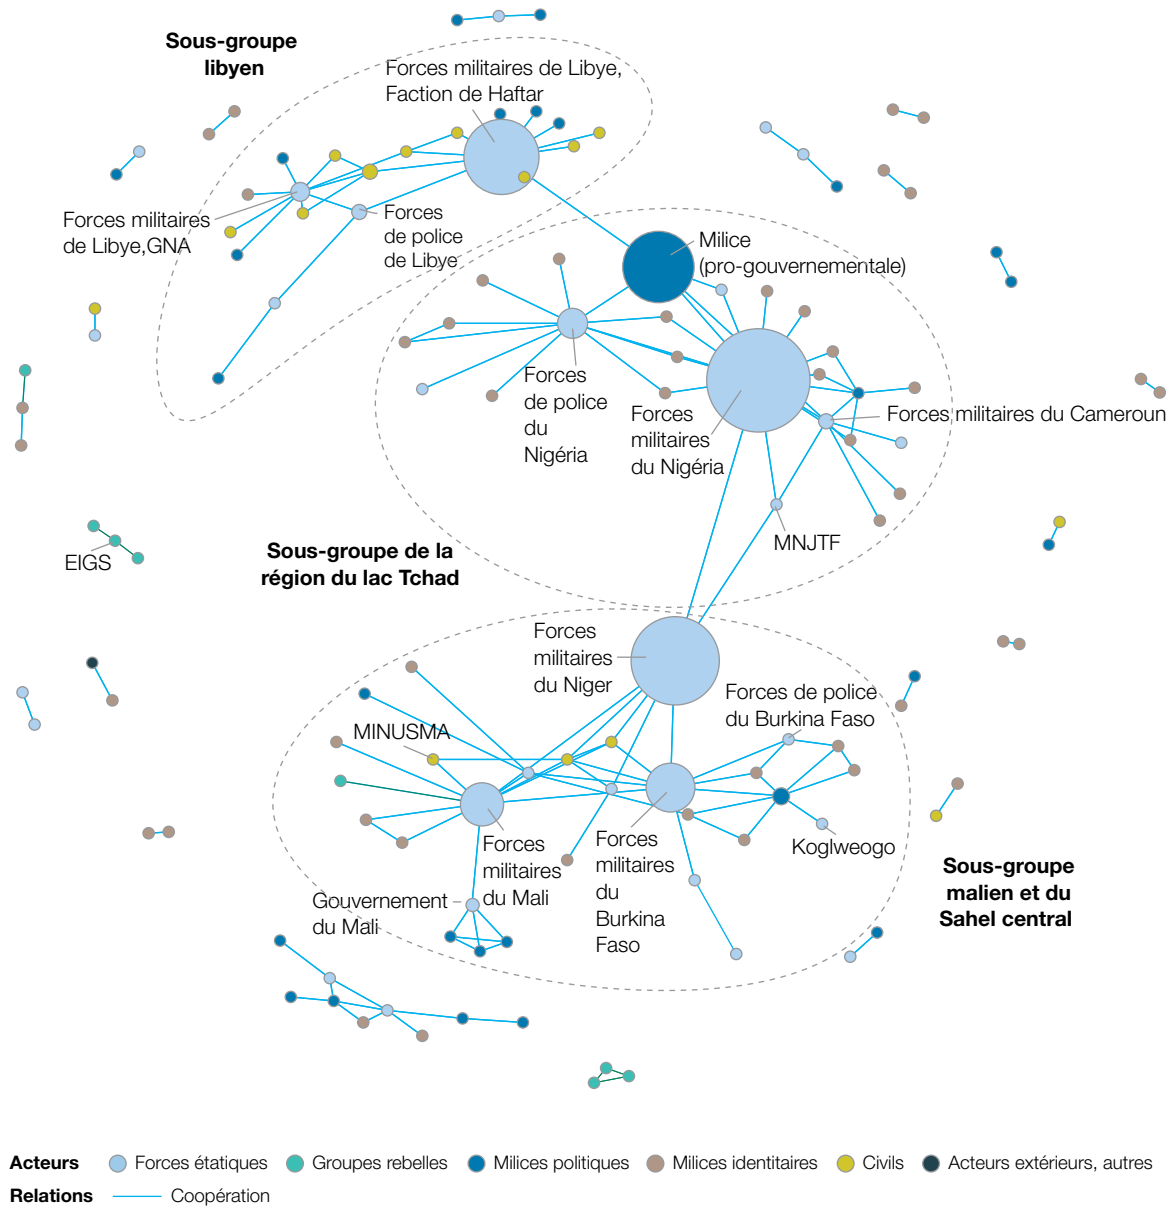 Sous-groupe
libyen
Forces militaires de Libye,
Faction de Haftar
Forces militaires
de Libye,GNA
Forces
de police
de Libye
Milice
(pro-gouvernementale)
Forces
de police
du
Nigéria
Forces
militaires
du Nigéria
Forces militaires du Cameroun
MNJTF
EIGS
Sous-groupe de la
région du lac Tchad
Forces
militaires
du Niger
Forces de police
du Burkina Faso
MINUSMA
Forces
militaires
du Mali
Forces
militaires
du
Burkina
Faso
Koglweogo
Gouvernement
du Mali
Sous-groupe
malien et du
Sahel central
Acteurs Forces étatiques Groupes rebelles Milices politiques Milices identitaires Civils Acteurs extérieurs, autres
Relations Coopération